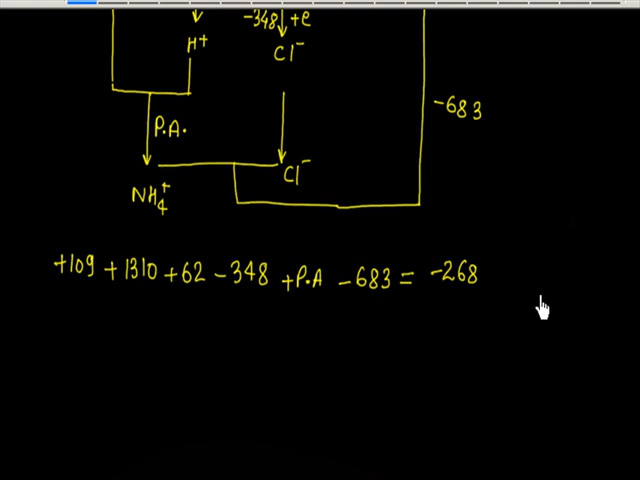 -348 +e
H+
Cl⁻
-683
P.A.
Cl⁻
NH₄⁺
+109 +1310 +62 -348 +P.A -683 = -268